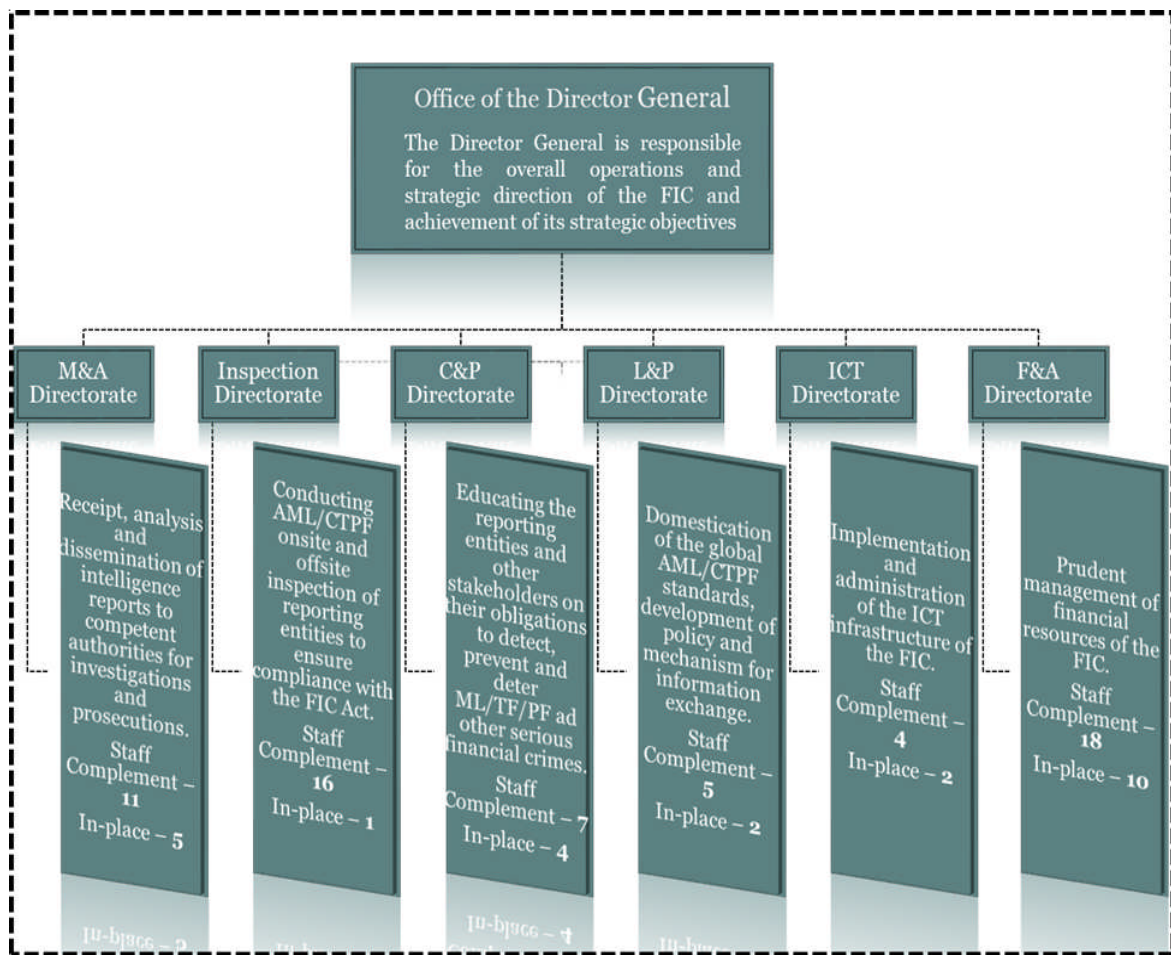 Office of the Director General
The Director General is responsible
for the overall operations and
strategic direction of the FIC and
achievement of its strategic objectives
M&A
Directorate
Inspection
Directorate
C&P
Directorate
L&P
Directorate
ICT
Directorate
F&A
Directorate
Receipt, analysis
and
dissemination of
intelligence
reports to
competent
authorities for
investigations
and
prosecutions.
Staff
Complement –
11
In-place – 5
Conducting
AML/CTPF
onsite and
offsite
inspection of
reporting
entities to
ensure
compliance with
the FIC Act.
Staff
Complement –
16
In-place – 1
Educating the
reporting
entities and
other
stakeholders on
their obligations
to detect,
prevent and
deter
ML/TF/PF ad
other serious
financial crimes.
Staff
Complement – 7
In-place – 4
Domestication
of the global
AML/CTPF
standards,
development of
policy and
mechanism for
information
exchange.
Staff
Complement –
5
In-place – 2
Implementation
and
administration
of the ICT
infrastructure of
the FIC.
Staff
Complement –
4
In-place – 2
Prudent
management of
financial
resources of the
FIC.
Staff
Complement –
18
In-place – 10